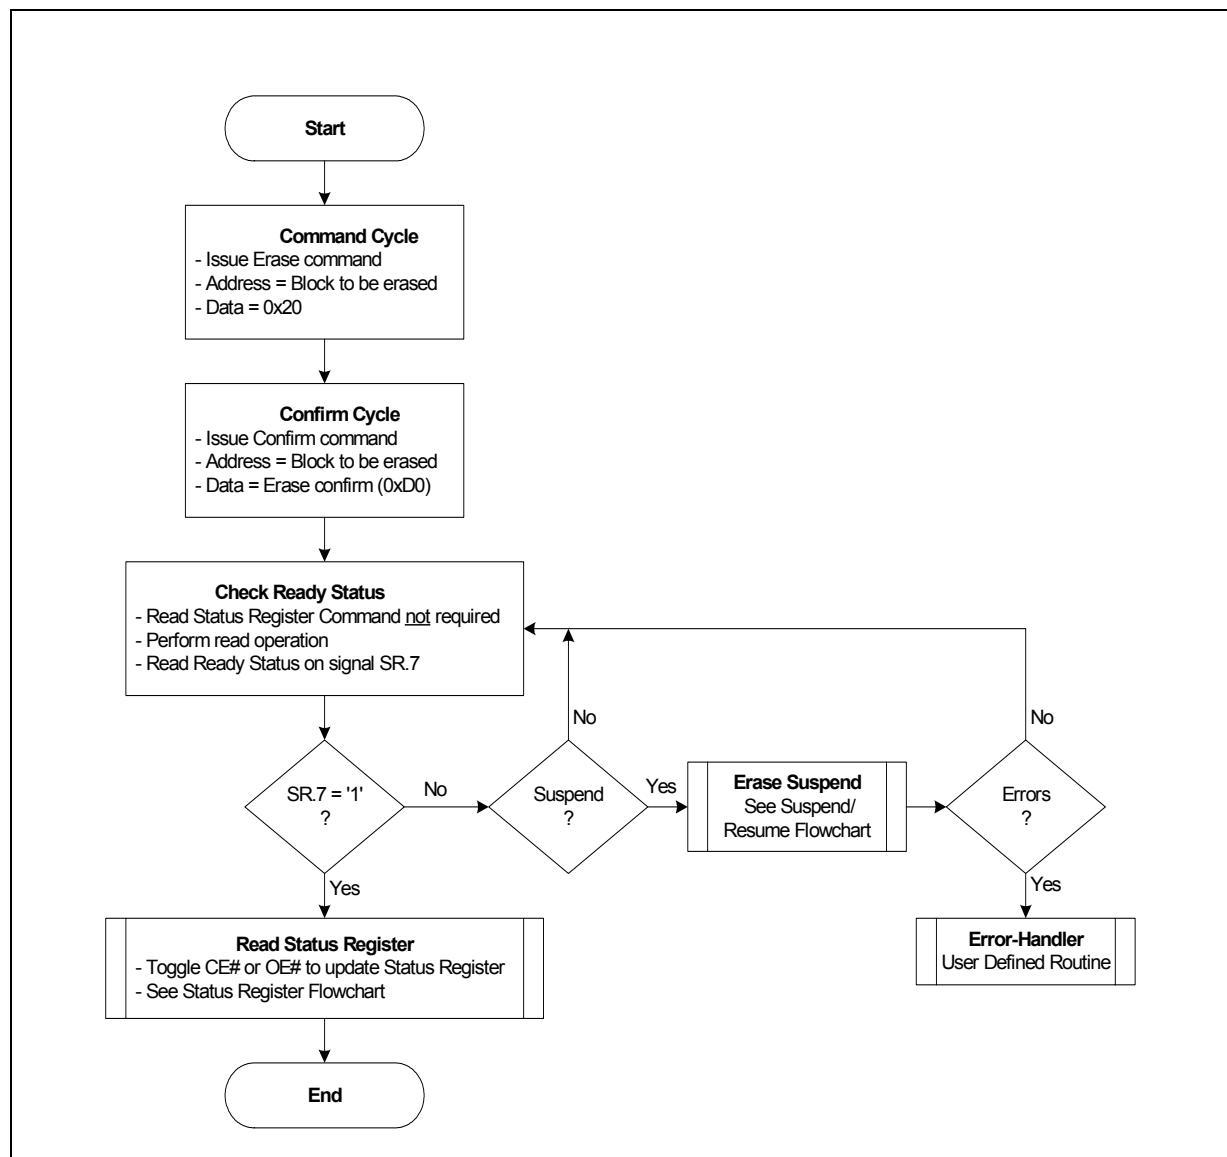 Start
Command Cycle
- Issue Erase command
- Address = Block to be erased
- Data = 0x20
Confirm Cycle
- Issue Confirm command
- Address = Block to be erased
- Data = Erase confirm (0xD0)
Check Ready Status
- Read Status Register Command not required
- Perform read operation
- Read Ready Status on signal SR.7
No
No
SR.7 = '1'
?
No
Suspend
?
Yes
Erase Suspend
See Suspend/
Resume Flowchart
Errors
?
Yes
Yes
Read Status Register
- Toggle CE# or OE# to update Status Register
- See Status Register Flowchart
Error-Handler
User Defined Routine
End